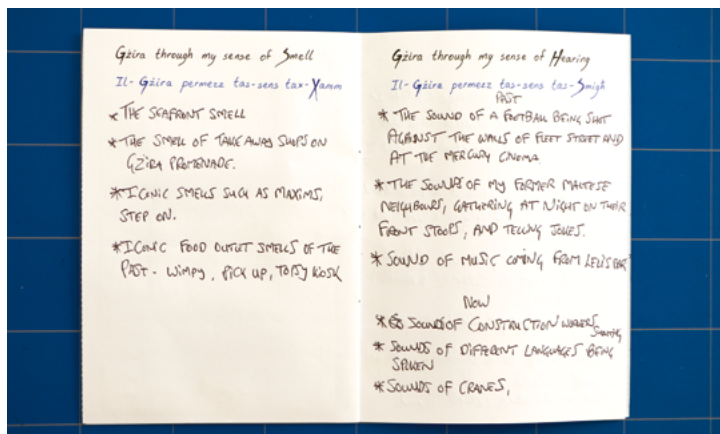 Gżira through my sense of Smell
Il-Gżira permezz tas-sens tax-Xamm
* THE SEAFRONT SMELL
* THE SMELL OF TAKE AWAY SHOPS ON
GŻIRA PROMENADE.
* ICONIC SMELLS SUCH AS MAXIMS,
STEP ON.
* ICONIC FOOD OUTLET SMELLS OF THE
PAST - WIMPY, PICK UP, TOPSY KIOSK
Gżira through my sense of Hearing
Il-Gżira permezz tas-sens tas-Smigħ
PAST
* THE SOUND OF A FOOTBALL BEING SHOT
AGAINST THE WALLS OF FLEET STREET AND
AT THE MERCURY CINEMA
* THE SOUNDS OF MY FORMER MALTESE
NEIGHBOURS, GATHERING AT NIGHT ON THEIR
FRONT STOOPS, AND TELLING JOKES.
* SOUND OF MUSIC COMING FROM
NOW
* SOUNDS OF CONSTRUCTION WORKERS
SHOUTING
* SOUNDS OF DIFFERENT LANGUAGES BEING
SPOKEN
* SOUNDS OF CRANES,